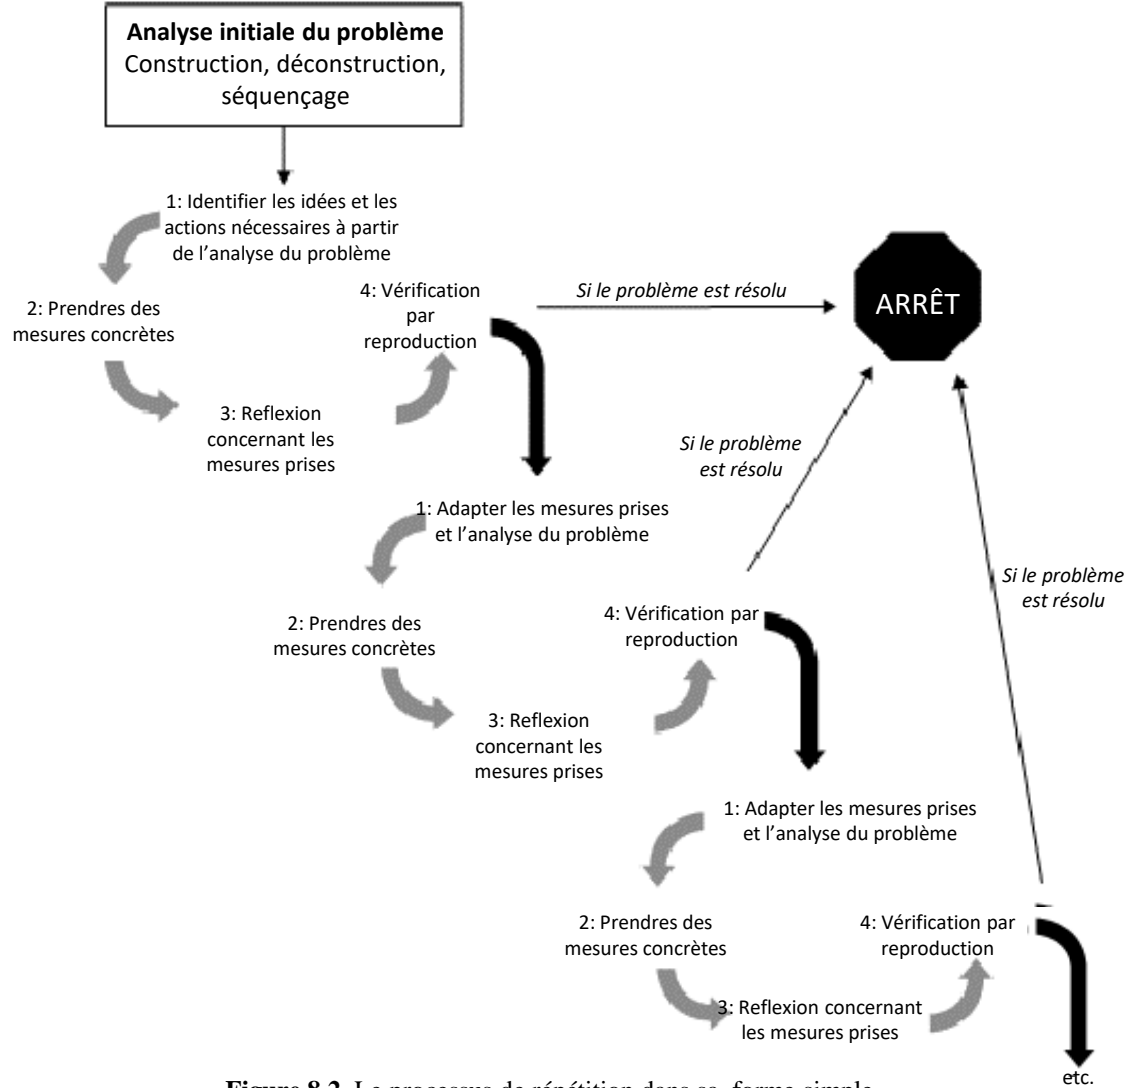 Analyse initiale du problème
Construction, déconstruction,
séquençage
1: Identifier les idées et les
actions nécessaires à partir
de l’analyse du problème
2: Prendres des
mesures concrètes
3: Reflexion
concernant les
mesures prises
4: Vérification
par
reproduction
Si le problème est résolu
ARRÊT
1: Adapter les mesures prises
et l’analyse du problème
2: Prendres des
mesures concrètes
3: Reflexion
concernant les
mesures prises
4: Vérification par
reproduction
Si le problème
est résolu
1: Adapter les mesures prises
et l’analyse du problème
2: Prendres des
mesures concrètes
3: Reflexion concernant
les mesures prises
4: Vérification par
reproduction
Si le problème
est résolu
etc.
Figure 8.2. Le processus de répétition dans sa forme simple